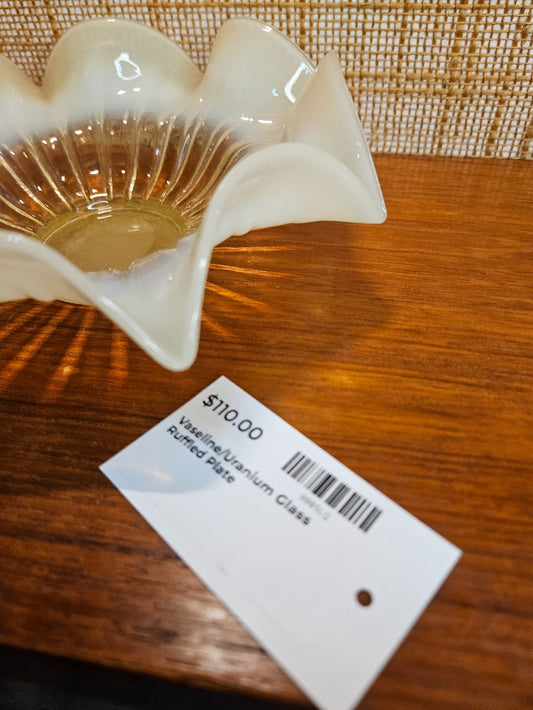 $110.00
Vaseline/Uranium Glass
Ruffled Plate